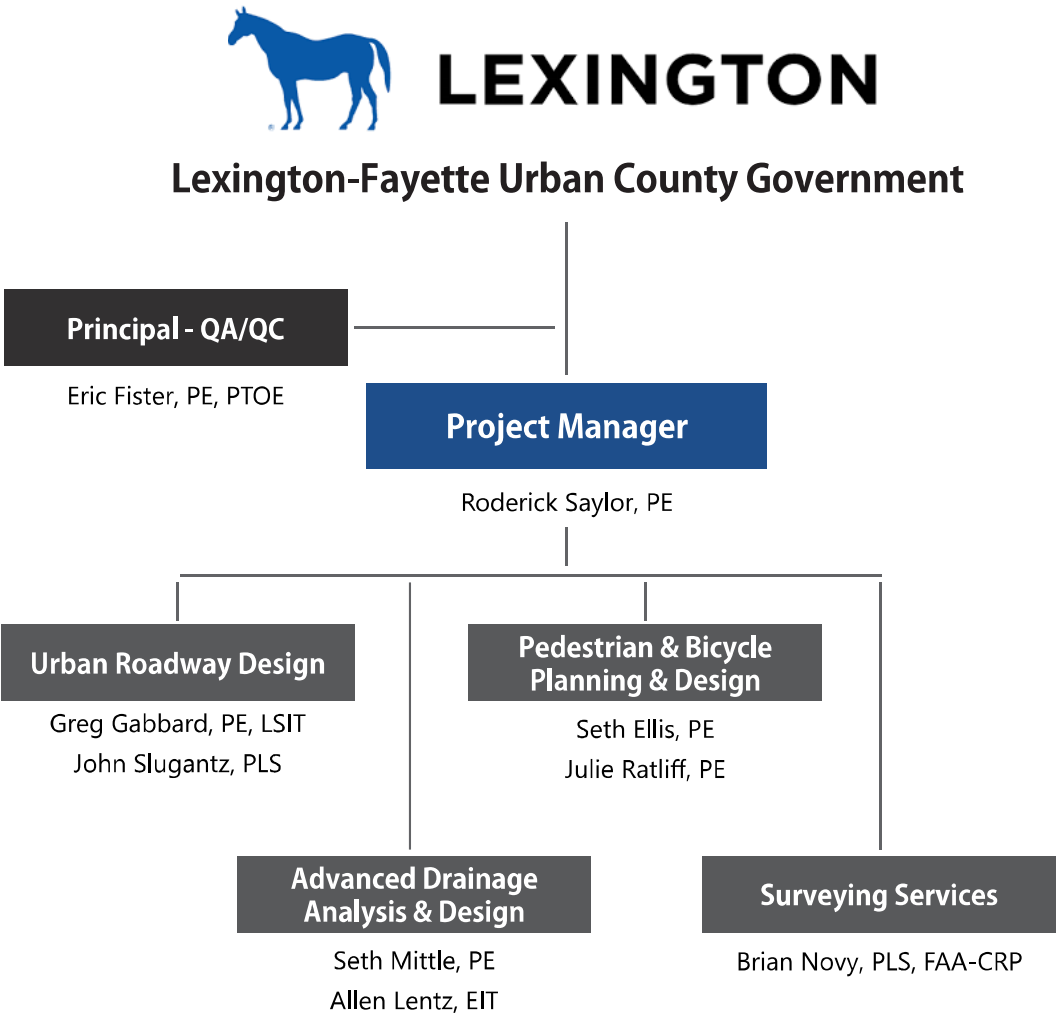 LEXINGTON
Lexington-Fayette Urban County Government
Principal - QA/QC
Eric Fister, PE, PTOE
Project Manager
Roderick Saylor, PE
Urban Roadway Design
Greg Gabbard, PE, LSIT
John Slugantz, PLS
Pedestrian & Bicycle
Planning & Design
Seth Ellis, PE
Julie Ratliff, PE
Advanced Drainage
Analysis & Design
Seth Mittle, PE
Allen Lentz, EIT
Surveying Services
Brian Novy, PLS, FAA-CRP